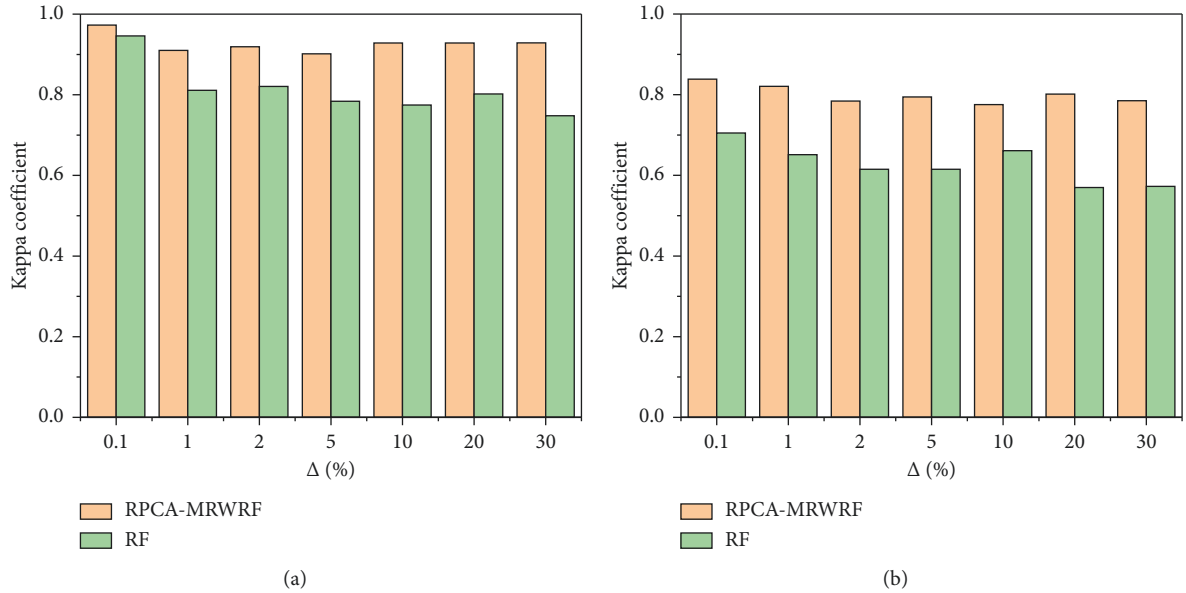 1.0
0.8
0.6
0.4
0.2
0.0
Kappa coefficient
0.1 1 2 5 10 20 30
Δ (%)
RPCA-MRWRF
RF
(a)
1.0
0.8
0.6
0.4
0.2
0.0
Kappa coefficient
0.1 1 2 5 10 20 30
Δ (%)
RPCA-MRWRF
RF
(b)